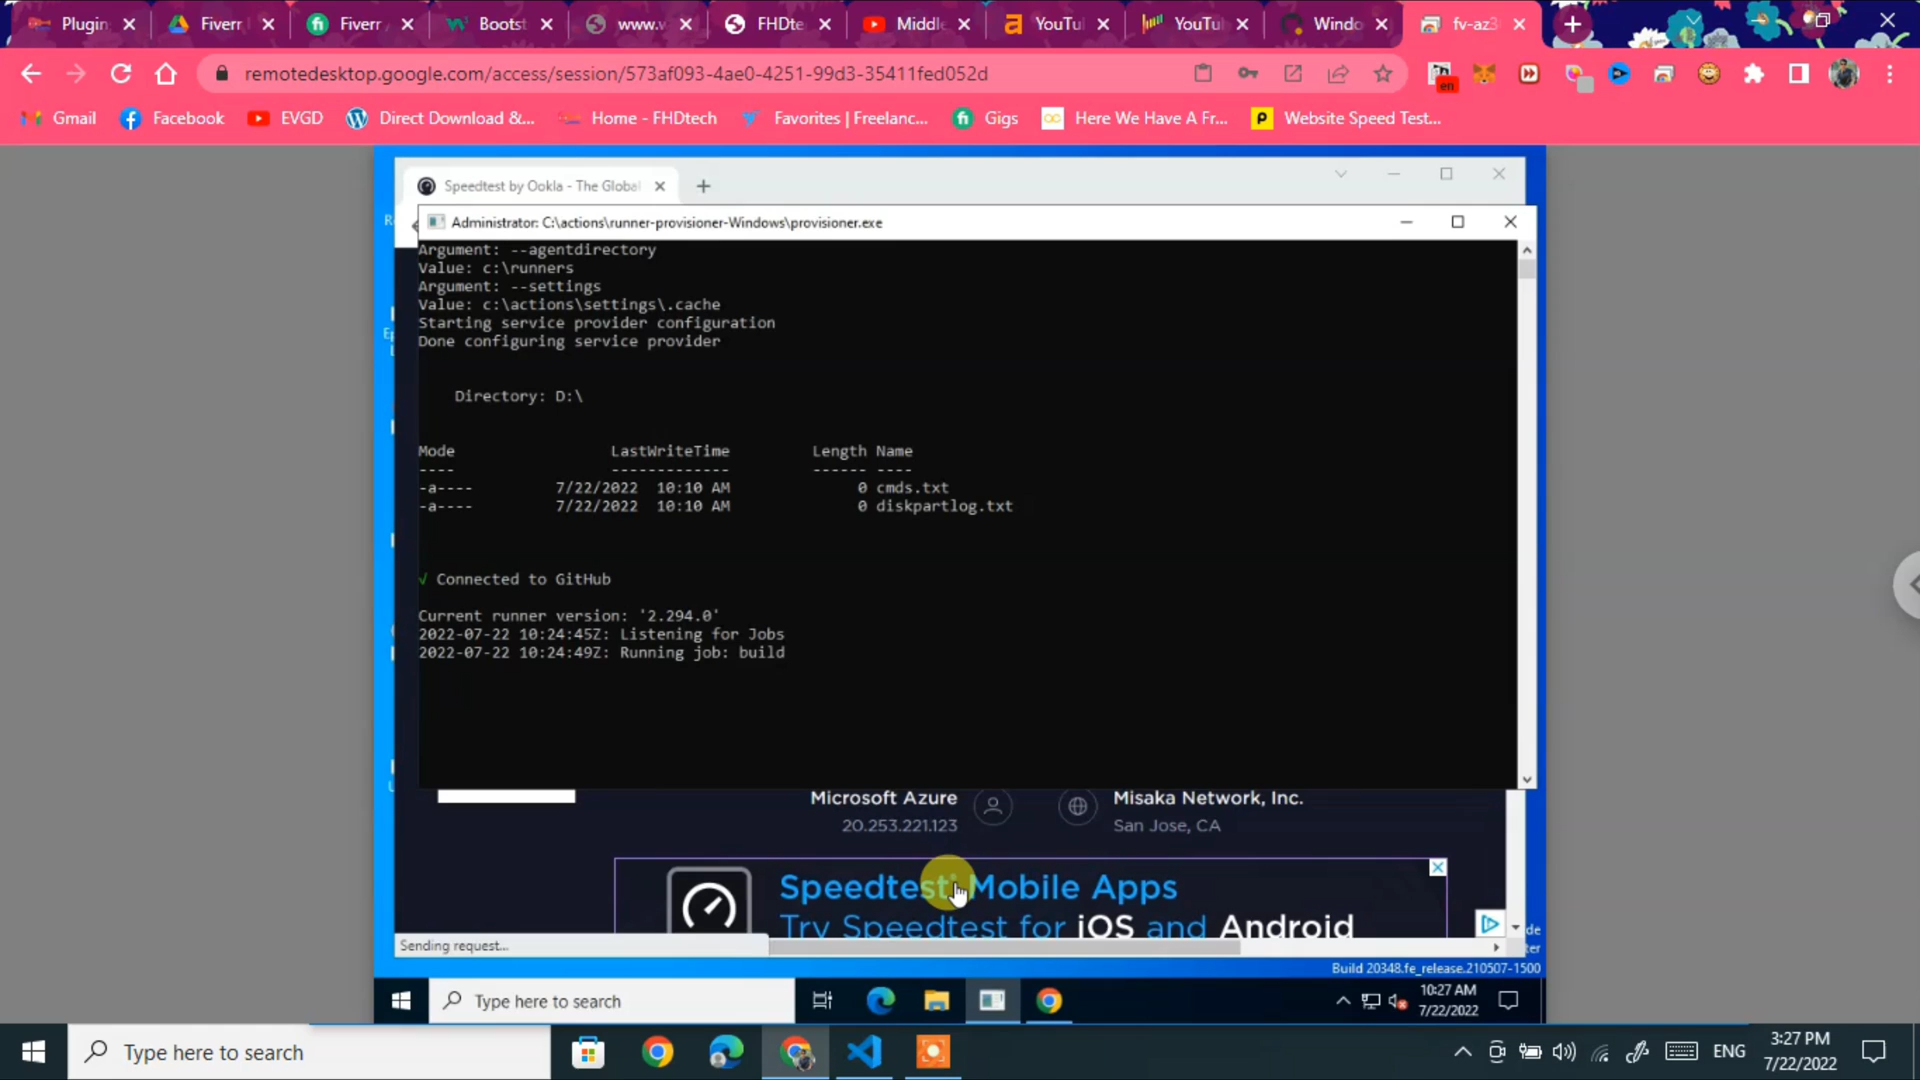 Plugin
Fiverr
Fiverr
Boots
www.
FHDte
Middle
YouTu
YouTu
Windo
fv-az3
remotedesktop.google.com/access/session/573af093-4ae0-4251-99d3-35411fed052d
en
Gmail
Facebook
EVGD
Direct Download &...
Home - FHDtech
Favorites | Freelanc...
Gigs
Here We Have A Fr...
Website Speed Test...
Speedtest by Ookla - The Global
Administrator: C:\actions\runner-provisioner-Windows\provisioner.exe
Argument: --agentdirectory
Value: c:\runners
Argument: --settings
Value: c:\actions\settings\.cache
Starting service provider configuration
Done configuring service provider
Directory: D:\
Mode LastWriteTime Length Name
---- ------------- ------ ----
-a---- 7/22/2022 10:10 AM 0 cmds.txt
-a---- 7/22/2022 10:10 AM 0 diskpartlog.txt
√ Connected to GitHub
Current runner version: '2.294.0'
2022-07-22 10:24:45Z: Listening for Jobs
2022-07-22 10:24:49Z: Running job: build
Microsoft Azure
20.253.221.123
Misaka Network, Inc.
San Jose, CA
Speedtest Mobile Apps
Try Speedtest for iOS and Android
Sending request...
Build 20348.fe_release.210507-1500
Type here to search
10:27 AM
7/22/2022
Type here to search
ENG
3:27 PM
7/22/2022